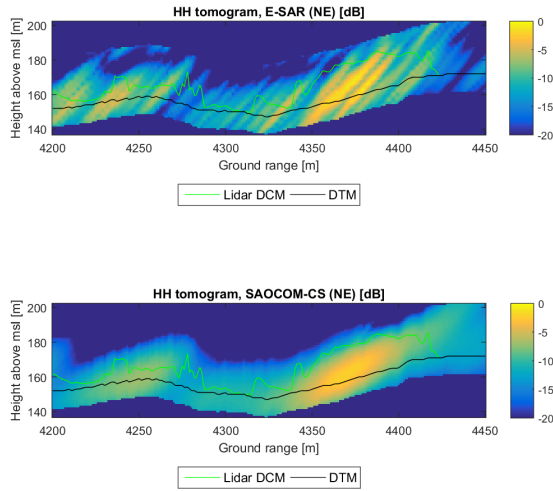 HH tomogram, E-SAR (NE) [dB]
Height above msl [m]
200
180
160
140
4200 4250 4300 4350 4400 4450
Ground range [m]
0
-5
-10
-15
-20
Lidar DCM DTM
HH tomogram, SAOCOM-CS (NE) [dB]
Height above msl [m]
200
180
160
140
4200 4250 4300 4350 4400 4450
Ground range [m]
0
-5
-10
-15
-20
Lidar DCM DTM